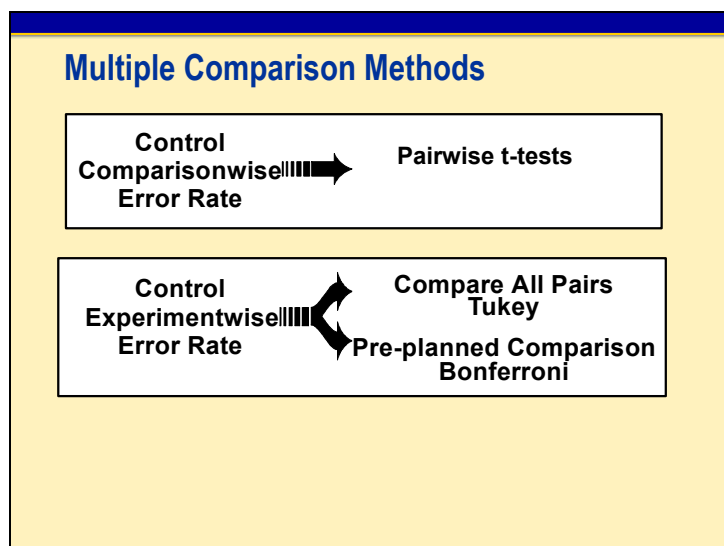 Multiple Comparison Methods
Control
Comparisonwise
Error Rate
Pairwise t-tests
Control
Experimentwise
Error Rate
Compare All Pairs
Tukey
Pre-planned Comparison
Bonferroni